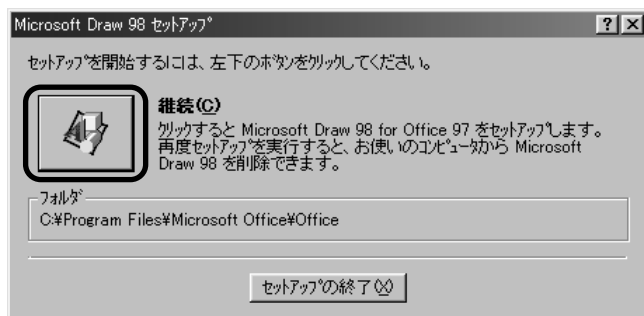 Microsoft Draw 98 ｾｯﾄｱｯﾌﾟ
ｾｯﾄｱｯﾌﾟを開始するには、左下のﾎﾞﾀﾝをｸﾘｯｸしてください。
継続(C)
ｸﾘｯｸすると Microsoft Draw 98 for Office 97 をｾｯﾄｱｯﾌﾟします。
再度ｾｯﾄｱｯﾌﾟを実行すると、お使いのｺﾝﾋﾟｭｰﾀから Microsoft
Draw 98 を削除できます。
ﾌｫﾙﾀﾞ
C:¥Program Files¥Microsoft Office¥Office
ｾｯﾄｱｯﾌﾟの終了(X)